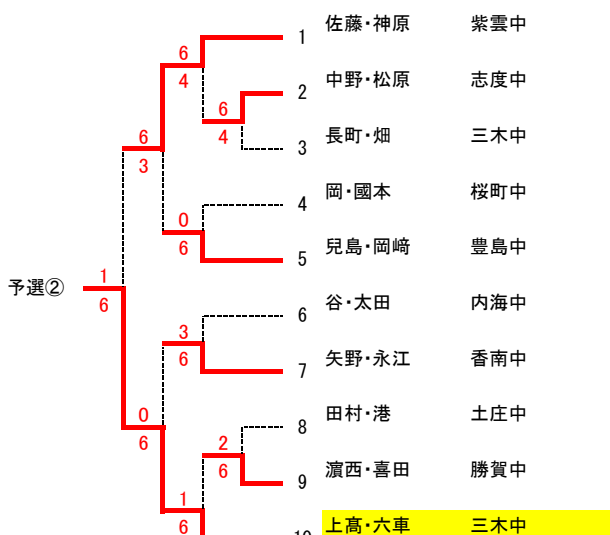 佐藤・神原 紫雲中
6 1
4 中野・松原 志度中
6 2
4 長町・畑 三木中
6 3
3 岡・國本 桜町中
0 4
6 兒島・岡﨑 豊島中
5
1
予選② 谷・太田 内海中
6 6
3 矢野・永江 香南中
6 7
0 田村・港 土庄中
6 8
2 濵西・喜田 勝賀中
6 9
1
6 上髙・六車 三木中